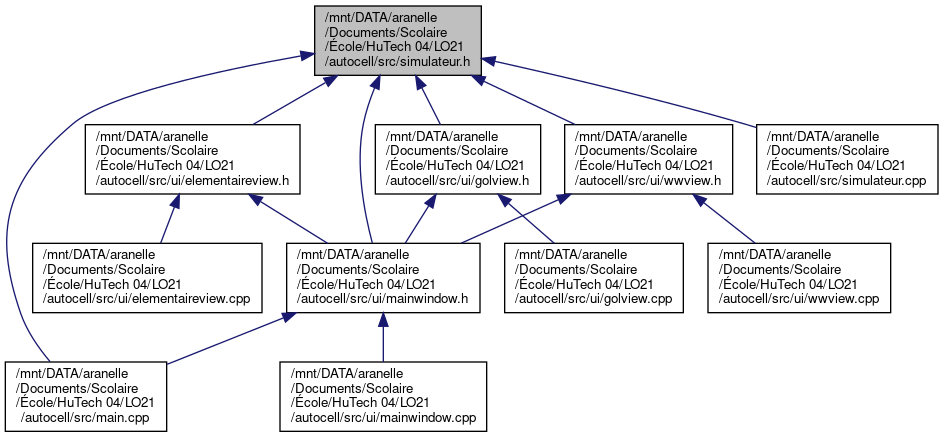 /mnt/DATA/aranelle
/Documents/Scolaire
/École/HuTech 04/LO21
/autocell/src/simulateur.h
/mnt/DATA/aranelle
/Documents/Scolaire
/École/HuTech 04/LO21
/autocell/src/ui/elementaireview.h
/mnt/DATA/aranelle
/Documents/Scolaire
/École/HuTech 04/LO21
/autocell/src/ui/golview.h
/mnt/DATA/aranelle
/Documents/Scolaire
/École/HuTech 04/LO21
/autocell/src/ui/wwview.h
/mnt/DATA/aranelle
/Documents/Scolaire
/École/HuTech 04/LO21
/autocell/src/simulateur.cpp
/mnt/DATA/aranelle
/Documents/Scolaire
/École/HuTech 04/LO21
/autocell/src/ui/elementaireview.cpp
/mnt/DATA/aranelle
/Documents/Scolaire
/École/HuTech 04/LO21
/autocell/src/ui/mainwindow.h
/mnt/DATA/aranelle
/Documents/Scolaire
/École/HuTech 04/LO21
/autocell/src/ui/golview.cpp
/mnt/DATA/aranelle
/Documents/Scolaire
/École/HuTech 04/LO21
/autocell/src/ui/wwview.cpp
/mnt/DATA/aranelle
/Documents/Scolaire
/École/HuTech 04/LO21
/autocell/src/main.cpp
/mnt/DATA/aranelle
/Documents/Scolaire
/École/HuTech 04/LO21
/autocell/src/ui/mainwindow.cpp